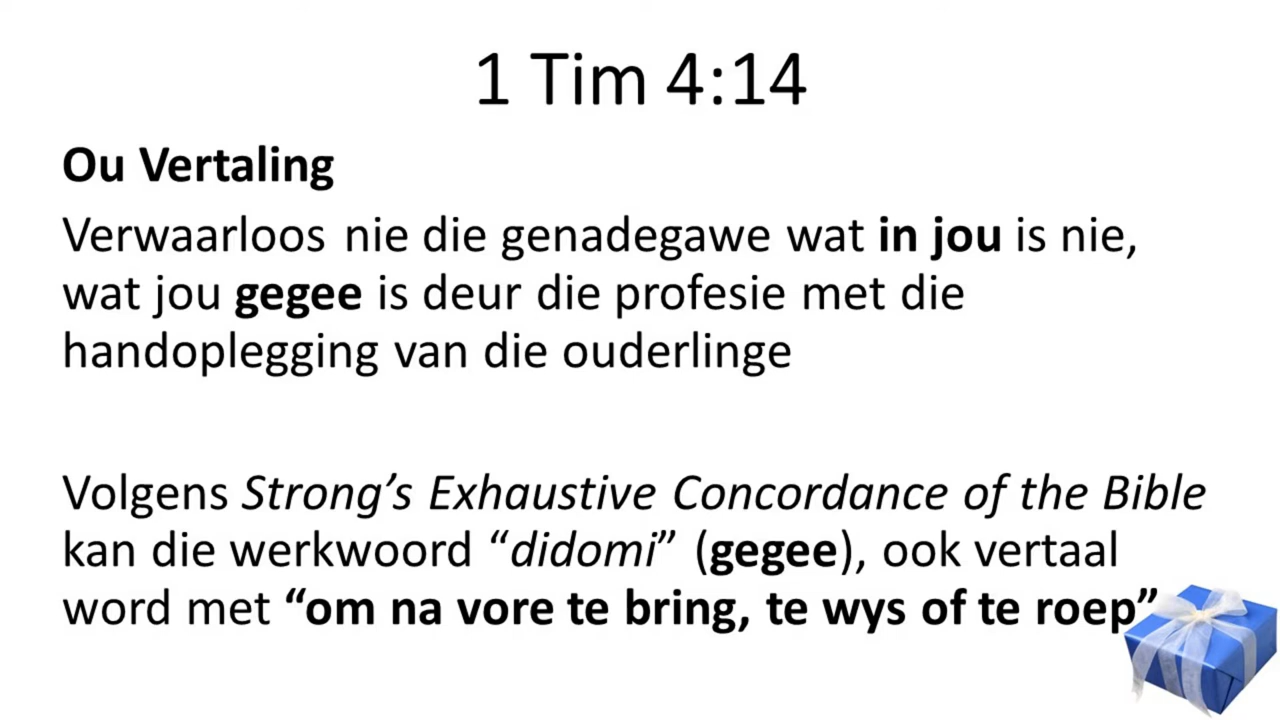 1 Tim 4:14
Ou Vertaling
Verwaarloos nie die genadegawe wat in jou is nie,
wat jou gegee is deur die profesie met die
handoplegging van die ouderlinge
Volgens Strong’s Exhaustive Concordance of the Bible
kan die werkwoord “didomi” (gegee), ook vertaal
word met “om na vore te bring, te wys of te roep”